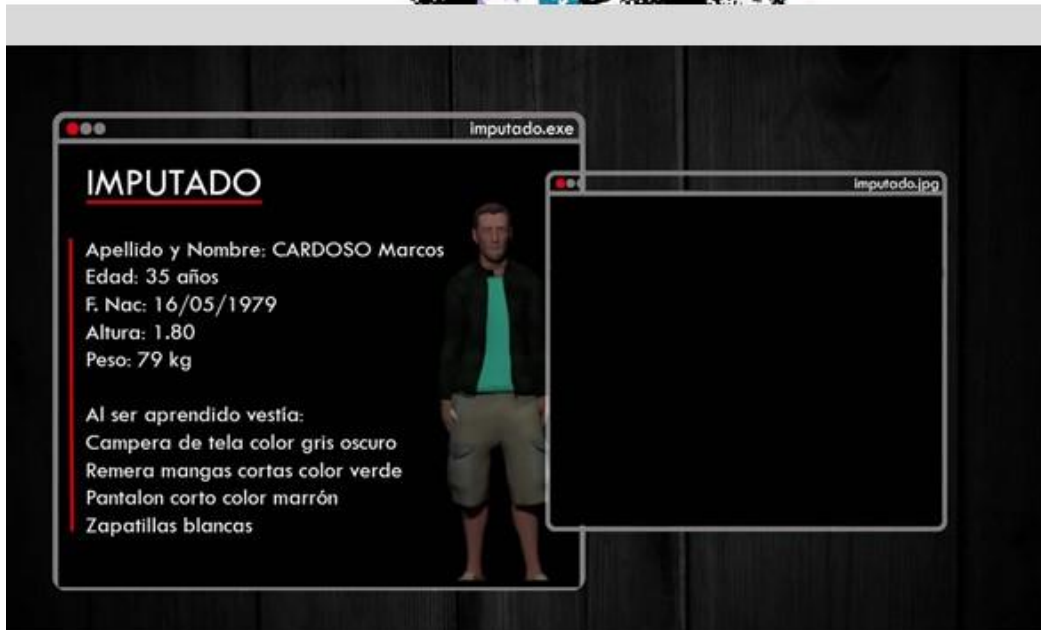 imputado.exe
IMPUTADO
Apellido y Nombre: CARDOSO Marcos
Edad: 35 años
F. Nac: 16/05/1979
Altura: 1.80
Peso: 79 kg
Al ser aprendido vestía:
Campera de tela color gris oscuro
Remera mangas cortas color verde
Pantalon corto color marrón
Zapatillas blancas
imputado.jpg